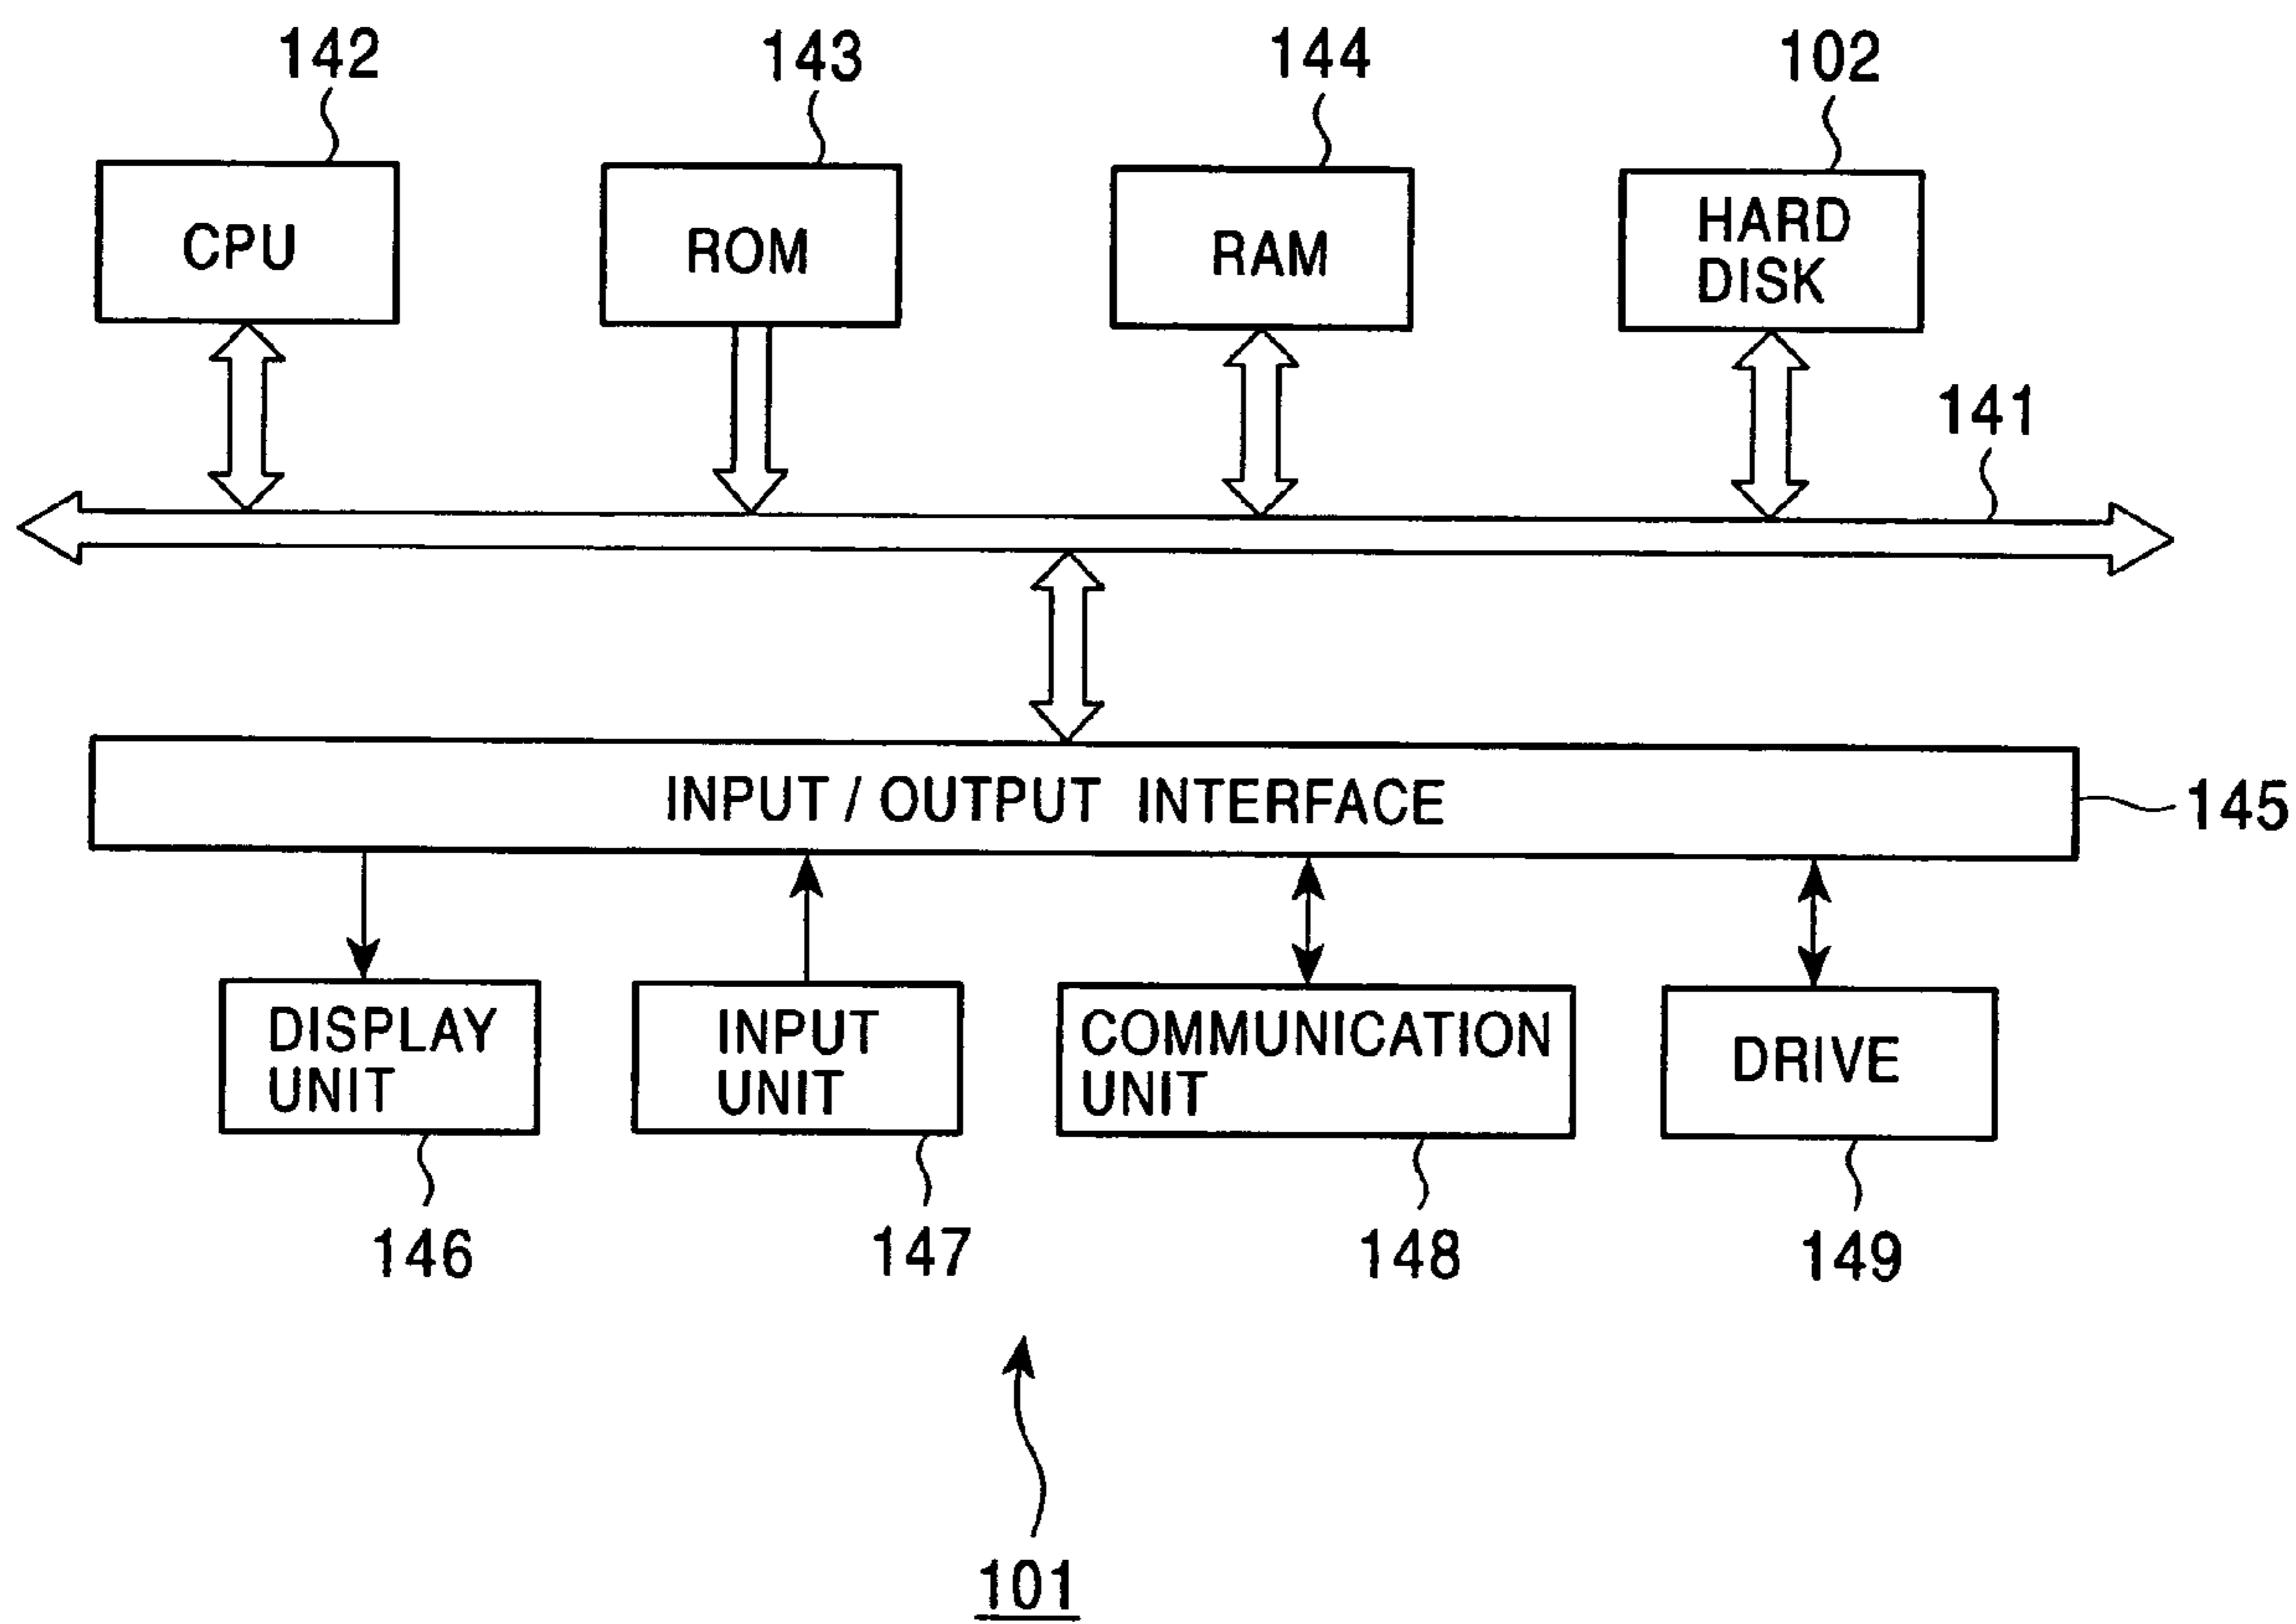 142
143
144
102
CPU
ROM
RAM
HARD
DISK
141
INPUT / OUTPUT INTERFACE
145
DISPLAY
UNIT
INPUT
UNIT
COMMUNICATION
UNIT
DRIVE
146
147
148
149
101